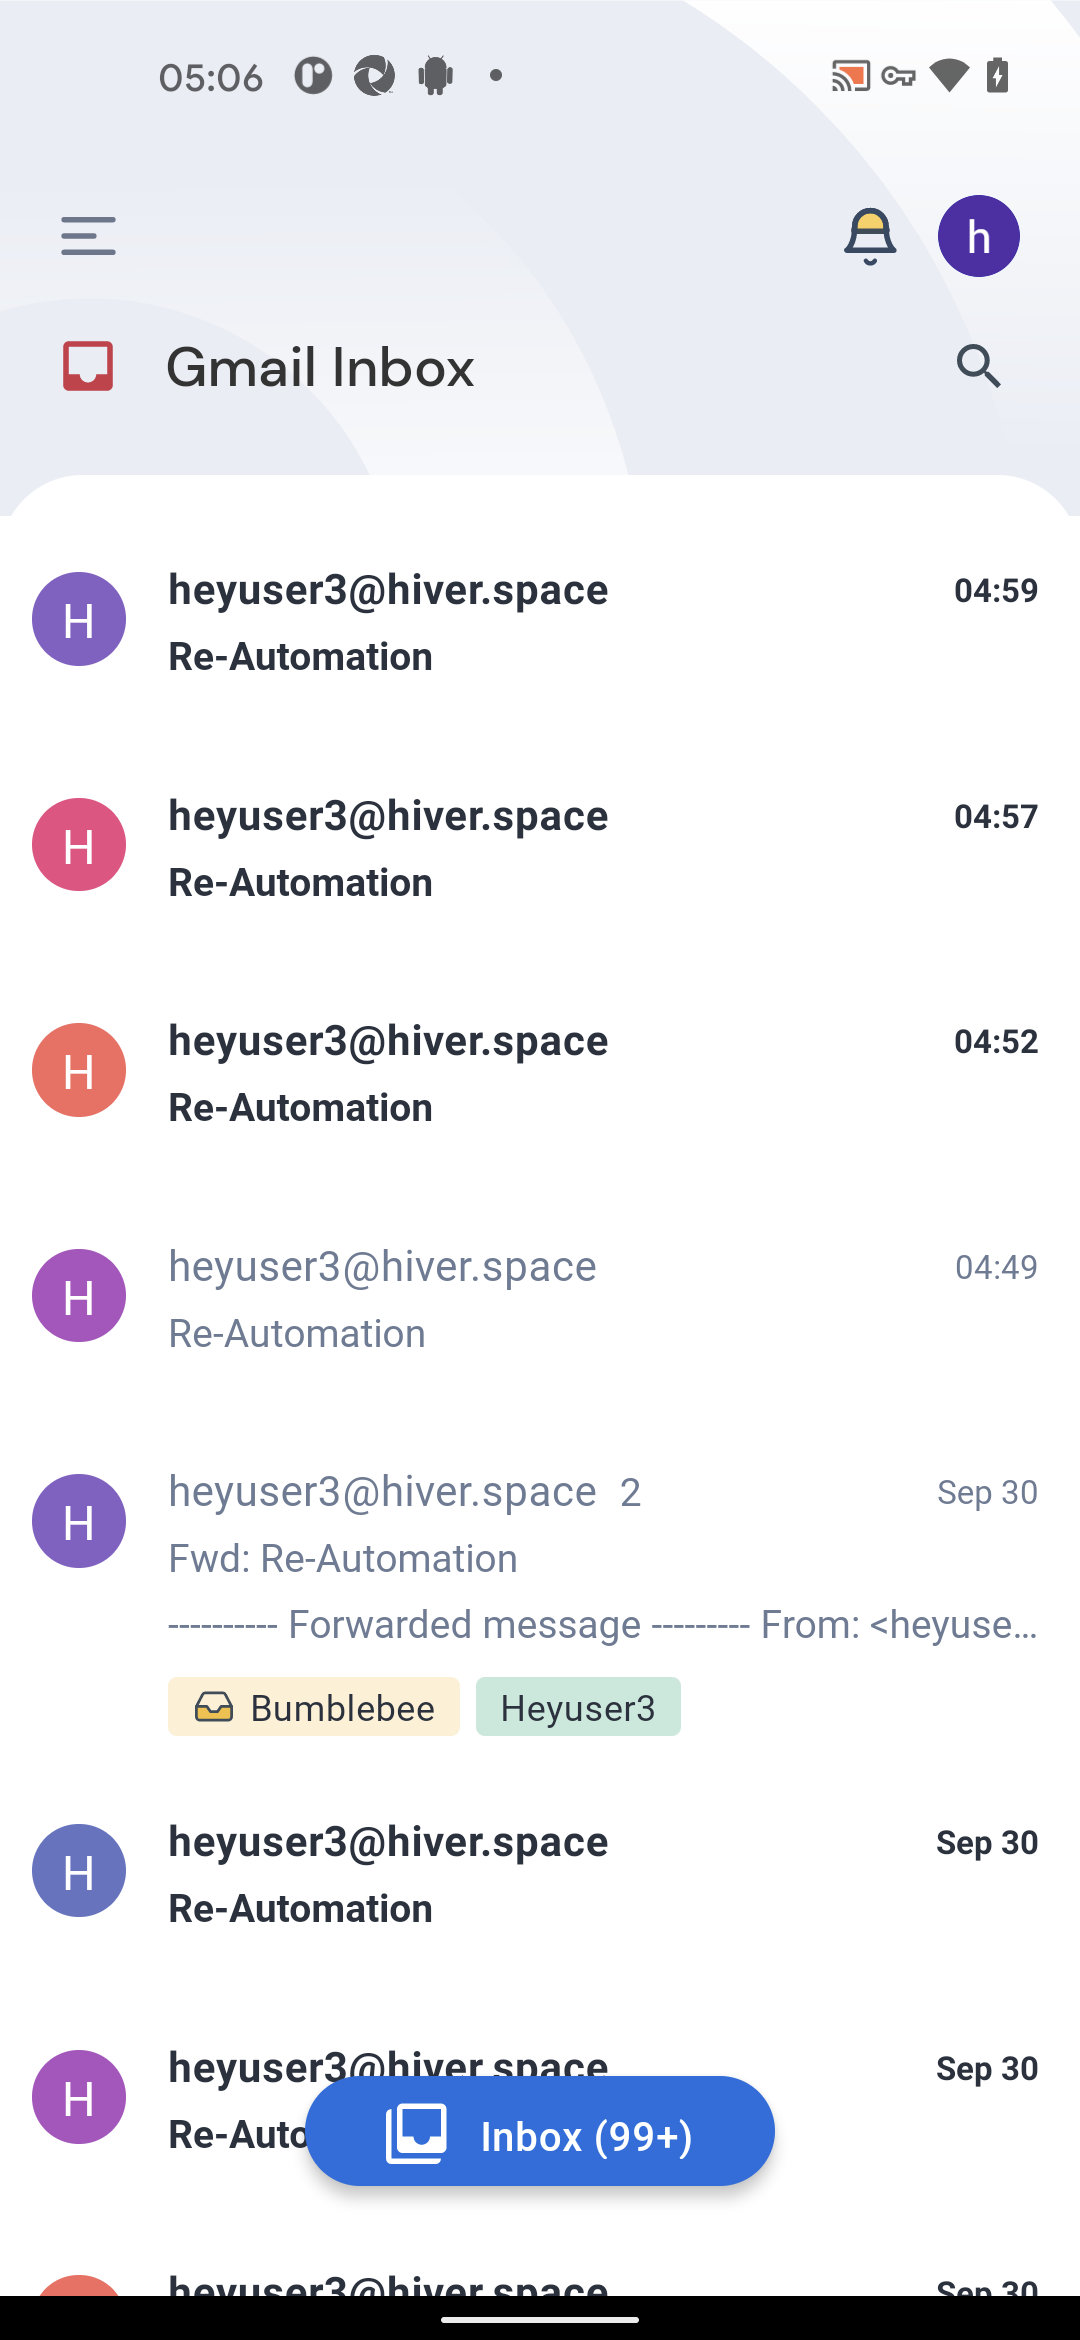 05:06
h
Gmail Inbox
H
heyuser3@hiver.space 04:59
Re-Automation
H
heyuser3@hiver.space 04:57
Re-Automation
H
heyuser3@hiver.space 04:52
Re-Automation
H
heyuser3@hiver.space 04:49
Re-Automation
H
heyuser3@hiver.space 2 Sep 30
Fwd: Re-Automation
---------- Forwarded message --------- From: <heyuse...
Bumblebee Heyuser3
H
heyuser3@hiver.space Sep 30
Re-Automation
H
heyuser3@hiver.space Sep 30
Re-Auto
Inbox (99+)
heyuser3@hiver.space Sep 30